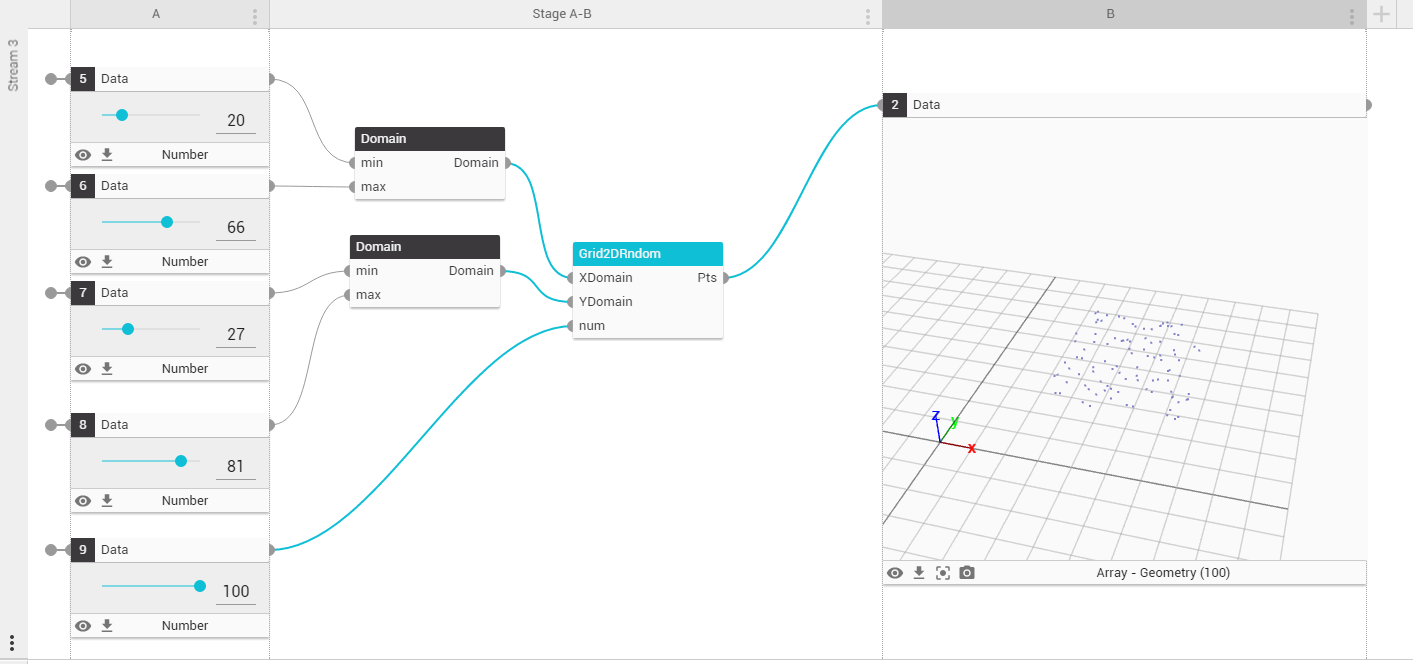 A
Stage A-B
B
Stream 3
5 Data
20
Number
6 Data
66
Number
7 Data
27
Number
8 Data
81
Number
9 Data
100
Number
Domain
min Domain
max
Domain
min Domain
max
Grid2DRndom
XDomain Pts
YDomain
num
2 Data
Z
y
x
Array - Geometry (100)